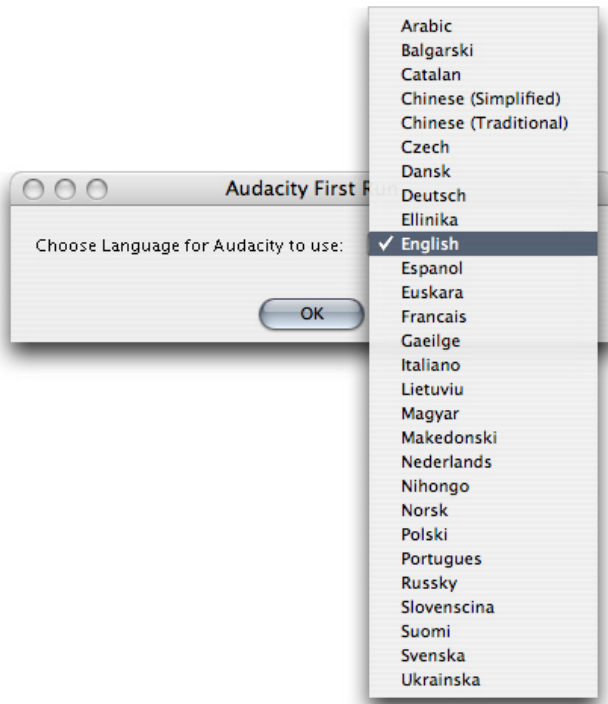 Audacity First Run
Choose Language for Audacity to use:
OK
Arabic
Balgarski
Catalan
Chinese (Simplified)
Chinese (Traditional)
Czech
Dansk
Deutsch
Ellinika
✓ English
Espanol
Euskara
Francais
Gaeilge
Italiano
Lietuviu
Magyar
Makedonski
Nederlands
Nihongo
Norsk
Polski
Portugues
Russky
Slovenscina
Suomi
Svenska
Ukrainska